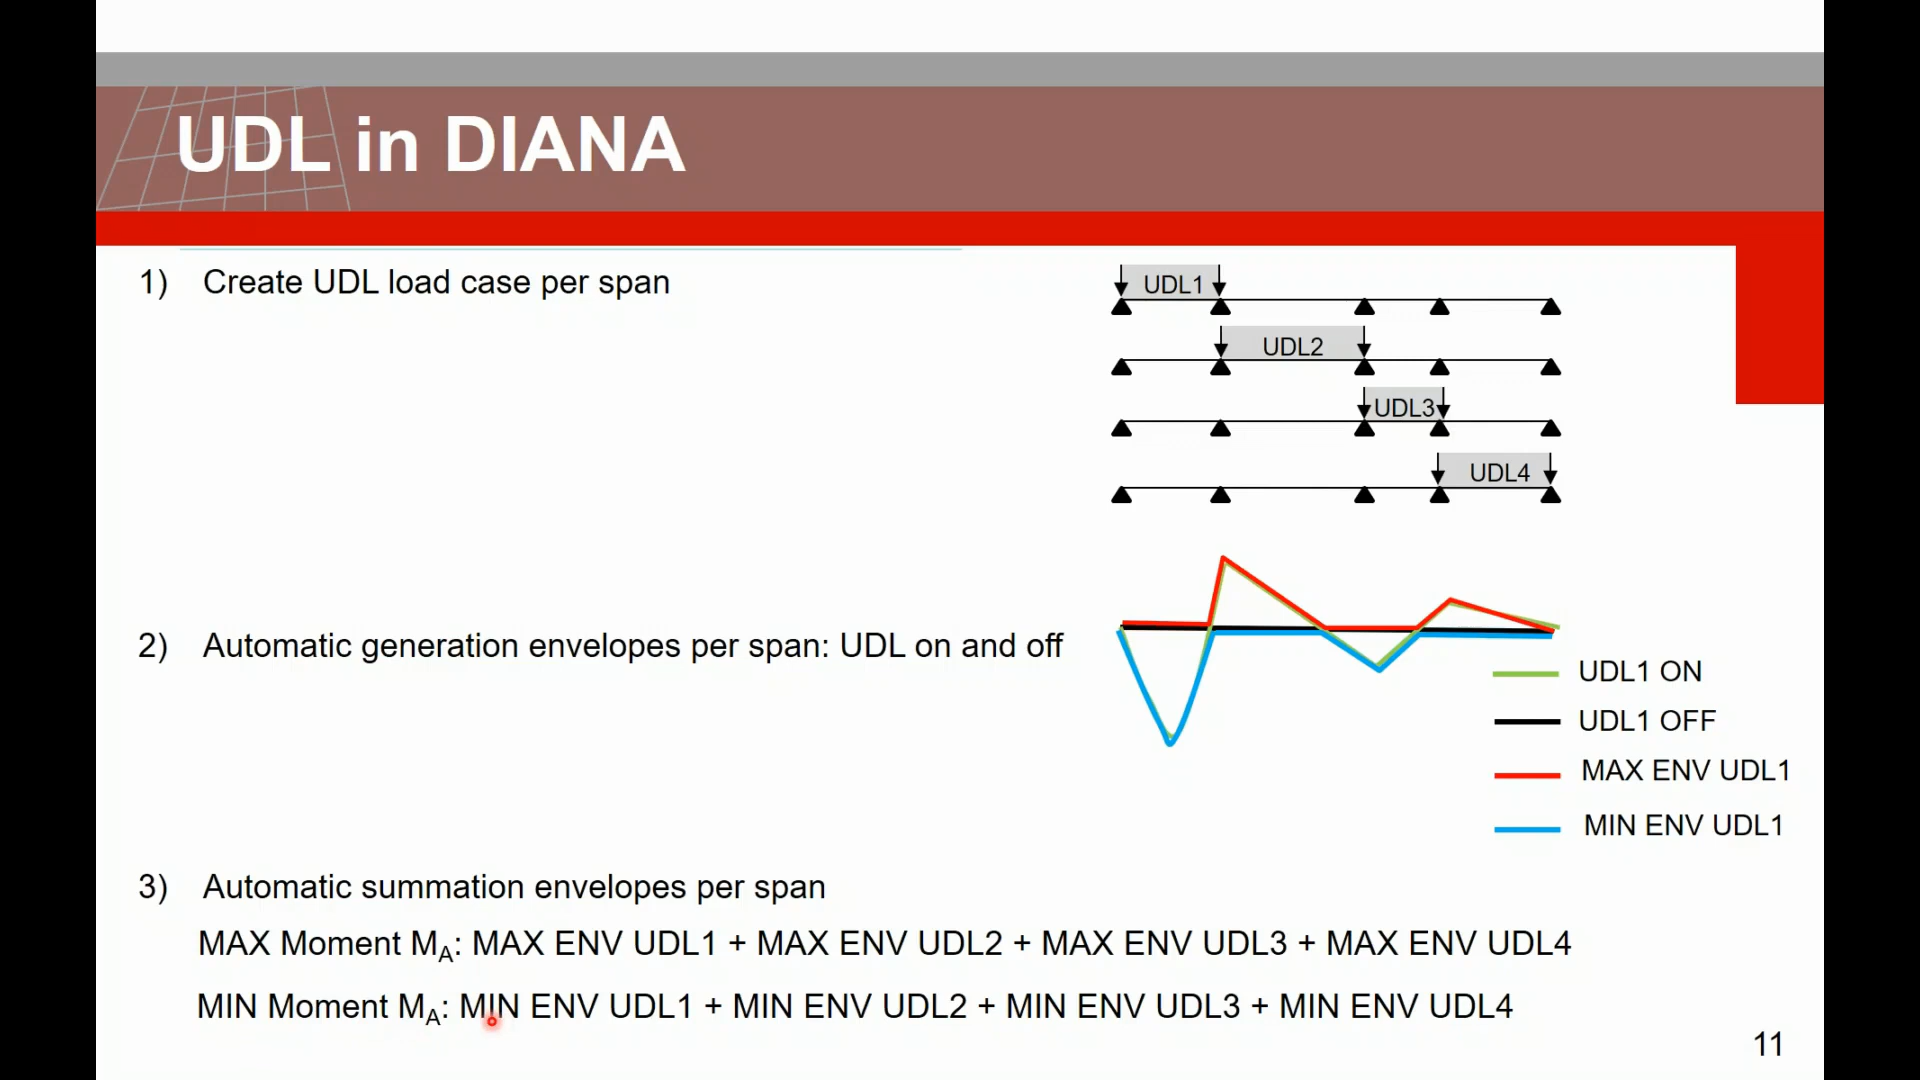 UDL in DIANA
1) Create UDL load case per span
UDL1
UDL2
UDL3
UDL4
2) Automatic generation envelopes per span: UDL on and off
UDL1 ON
UDL1 OFF
MAX ENV UDL1
MIN ENV UDL1
3) Automatic summation envelopes per span
MAX Moment MA: MAX ENV UDL1 + MAX ENV UDL2 + MAX ENV UDL3 + MAX ENV UDL4
MIN Moment MA: MIN ENV UDL1 + MIN ENV UDL2 + MIN ENV UDL3 + MIN ENV UDL4
11